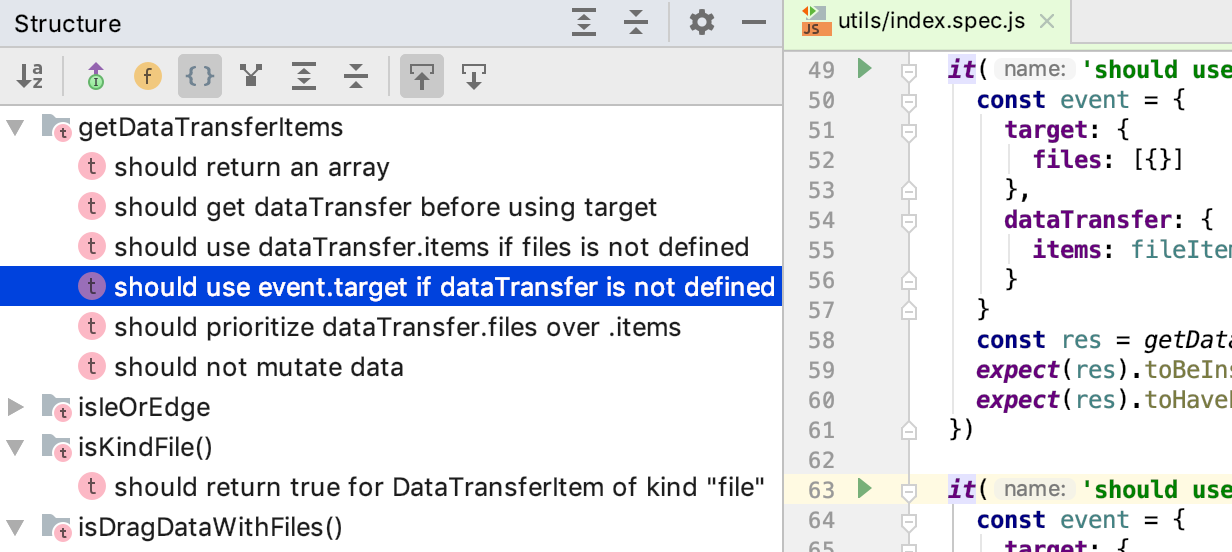 Structure
getDataTransferItems
should return an array
should get dataTransfer before using target
should use dataTransfer.items if files is not defined
should use event.target if dataTransfer is not defined
should prioritize dataTransfer.files over .items
should not mutate data
isIeOrEdge
isKindFile()
should return true for DataTransferItem of kind "file"
isDragDataWithFiles()
utils/index.spec.js
49 it( name: 'should use
50 const event = {
51 target: {
52 files: [{}]
53 },
54 dataTransfer: {
55 items: fileItem
56 }
57 }
58 const res = getData
59 expect(res).toBeIns
60 expect(res).toHave
61 })
62
63 it( name: 'should use
64 const event = {
65 target: {